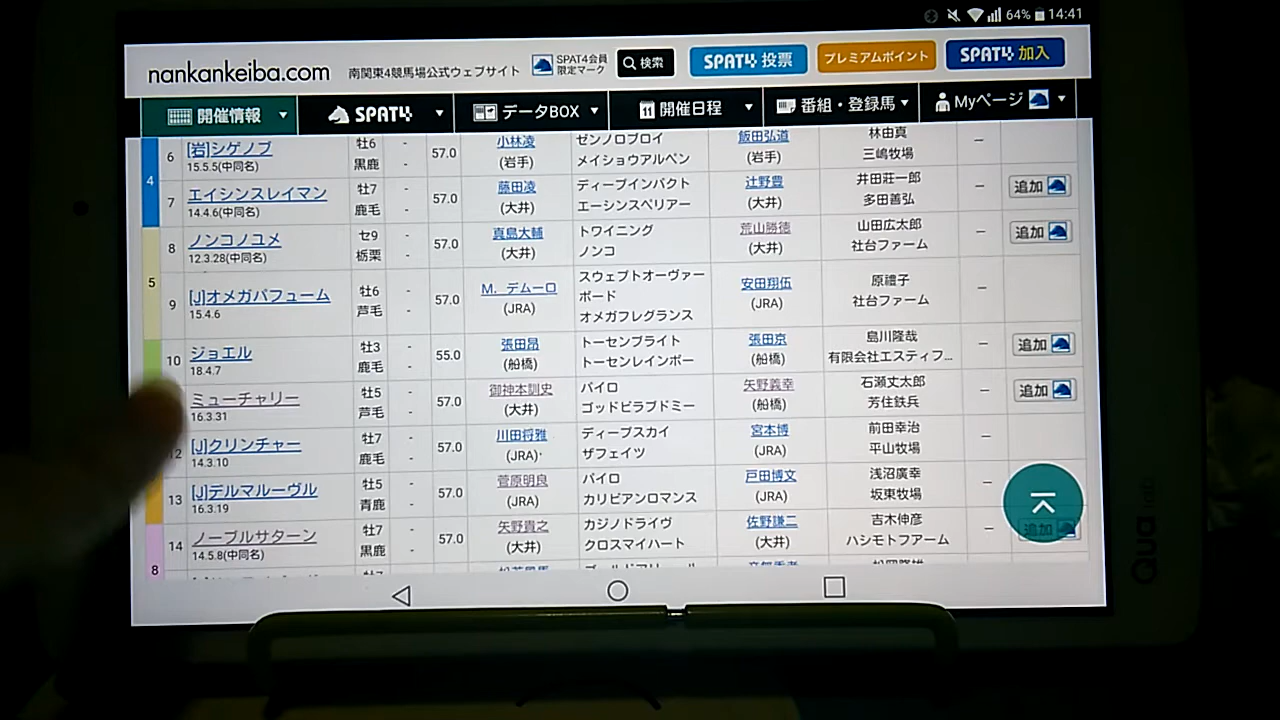 64% 14:41
nankankeiba.com 南関東4競馬場公式ウェブサイト SPAT4会員 限定マーク 検索 SPAT4 投票 プレミアムポイント SPAT4 加入
開催情報 SPAT4 データBOX 11 開催日程 番組・登録馬 Myページ
4
6 [岩]シゲノブ 15.5.5(中同名) 牡6 黒鹿 - - 57.0 小林凌 (岩手) ゼンノロブロイ メイショウアルペン 飯田弘道 (岩手) 林由真 三嶋牧場 -
7 エイシンスレイマン 14.4.6(中同名) 牡7 鹿毛 - - 57.0 藤田凌 (大井) ディープインパクト エーシンスペリアー 辻野豊 (大井) 井田荘一郎 多田善弘 - 追加
5
8 ノンコノユメ 12.3.28(中同名) セ9 栃栗 - - 57.0 真島大輔 (大井) トワイニング ノンコ 荒山勝徳 (大井) 山田広太郎 社台ファーム - 追加
9 [J]オメガパフューム 15.4.6 牡6 芦毛 - - 57.0 M．デムーロ (JRA) スウェプトオーヴァーボード オメガフレグランス 安田翔伍 (JRA) 原禮子 社台ファーム -
10 ジョエル 18.4.7 牡3 鹿毛 - - 55.0 張田昂 (船橋) トーセンブライト トーセンレインボー 張田京 (船橋) 島川隆哉 有限会社エスティフ... - 追加
ミューチャリー 16.3.31 牡5 芦毛 - - 57.0 御神本訓史 (大井) パイロ ゴッドビラブドミー 矢野義幸 (船橋) 石瀬丈太郎 芳住鉄兵 - 追加
12 [J]クリンチャー 14.3.10 牡7 鹿毛 - - 57.0 川田将雅 (JRA) ディープスカイ ザフェイツ 宮本博 (JRA) 前田幸治 平山牧場 -
13 [J]デルマルーヴル 16.3.19 牡5 青鹿 - - 57.0 菅原明良 (JRA) パイロ カリビアンロマンス 戸田博文 (JRA) 浅沼廣幸 坂東牧場 -
8
14 ノーブルサターン 14.5.8(中同名) 牡7 黒鹿 - - 57.0 矢野貴之 (大井) カジノドライヴ クロスマイハート 佐野謙二 (大井) 吉木伸彦 ハシモトフアーム - 追加
Qua tab